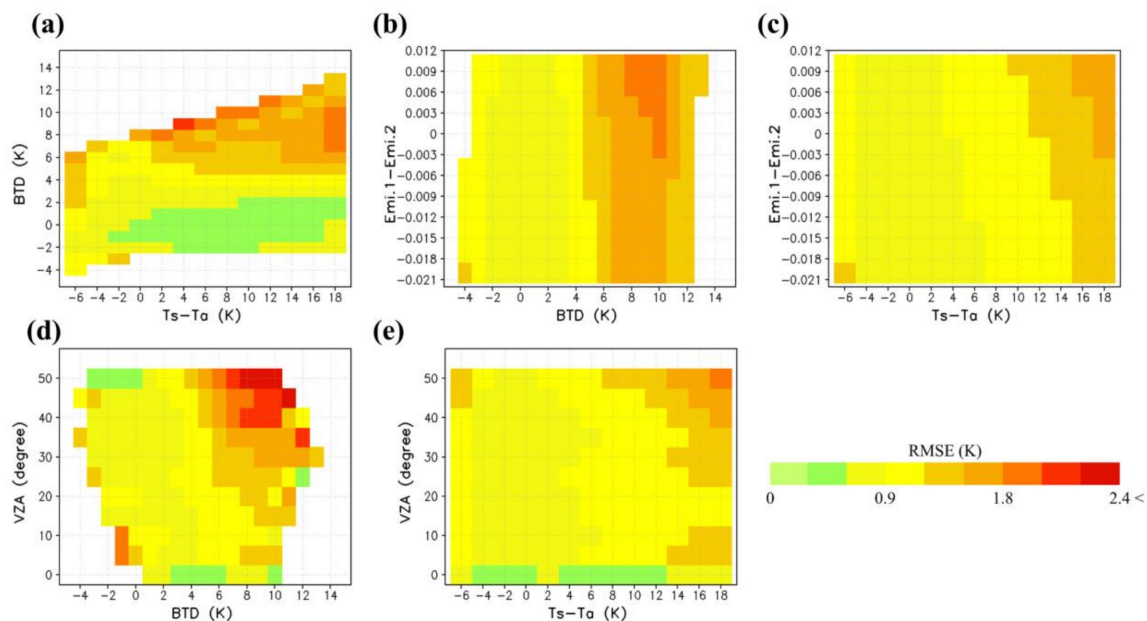 (a)
14
12
10
8
6
4
2
0
−2
−4
BTD (K)
−6 −4 −2 0 2 4 6 8 10 12 14 16 18
Ts−Ta (K)
(b)
0.012
0.009
0.006
0.003
0
−0.003
−0.006
−0.009
−0.012
−0.015
−0.018
−0.021
Emi.1−Emi.2
−4 −2 0 2 4 6 8 10 12 14
BTD (K)
(c)
0.012
0.009
0.006
0.003
0
−0.003
−0.006
−0.009
−0.012
−0.015
−0.018
−0.021
Emi.1−Emi.2
−6 −4 −2 0 2 4 6 8 10 12 14 16 18
Ts−Ta (K)
(d)
50
40
30
20
10
0
VZA (degree)
−4 −2 0 2 4 6 8 10 12 14
BTD (K)
(e)
50
40
30
20
10
0
VZA (degree)
−6 −4 −2 0 2 4 6 8 10 12 14 16 18
Ts−Ta (K)
RMSE (K)
0 0.9 1.8 2.4 <